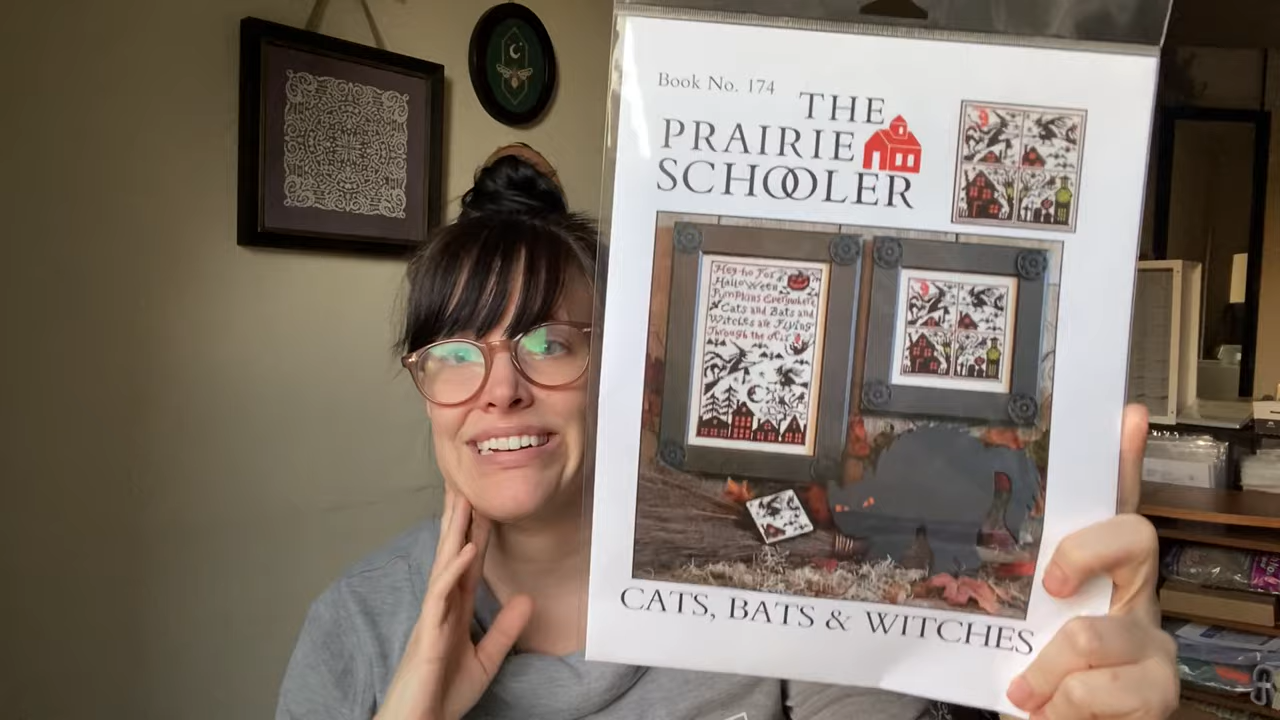 Book No. 174
THE
PRAIRIE
SCHOOLER
Hey-ho For
Halloween
Pumpkins Everywhere
Cats and Bats and
Witches are Flying
Through the Air
CATS, BATS & WITCHES